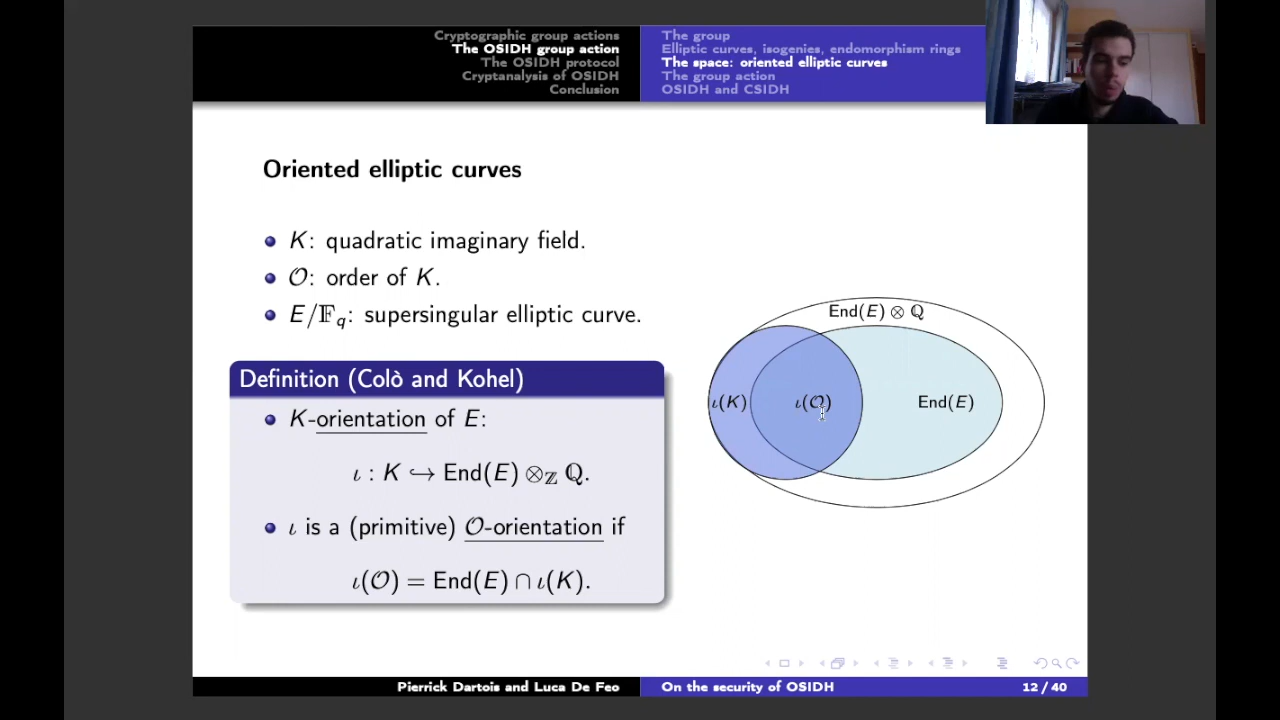 Cryptographic group actions
The OSIDH group action
The OSIDH protocol
Cryptanalysis of OSIDH
Conclusion
The group
Elliptic curves, isogenies, endomorphism rings
The space: oriented elliptic curves
The group action
OSIDH and CSIDH
Oriented elliptic curves
K: quadratic imaginary field.
𝒪: order of K.
E/𝔽_q: supersingular elliptic curve.
Definition (Colò and Kohel)
K-orientation of E:
ι : K ↪ End(E) ⊗_ℤ ℚ.
ι is a (primitive) 𝒪-orientation if
ι(𝒪) = End(E) ∩ ι(K).
End(E) ⊗ ℚ
ι(K) ι(𝒪) End(E)
Pierrick Dartois and Luca De Feo On the security of OSIDH 12 / 40